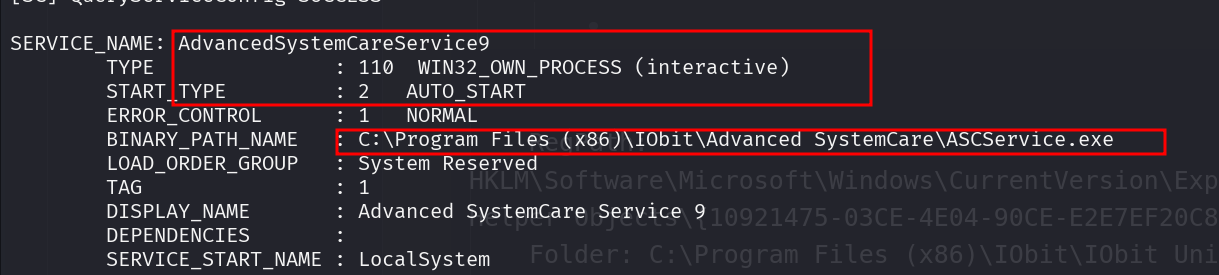 [SC] QueryServiceConfig SUCCESS
SERVICE_NAME: AdvancedSystemCareService9
TYPE : 110 WIN32_OWN_PROCESS (interactive)
START_TYPE : 2 AUTO_START
ERROR_CONTROL : 1 NORMAL
BINARY_PATH_NAME : C:\Program Files (x86)\IObit\Advanced SystemCare\ASCService.exe
LOAD_ORDER_GROUP : System Reserved
TAG : 1
HKLM\Software\Microsoft\Windows\CurrentVersion\Exp
DISPLAY_NAME : Advanced SystemCare Service 9
Helper Objects\{10921475-03CE-4E04-90CE-E2E7EF20C8
DEPENDENCIES :
SERVICE_START_NAME : LocalSystem
Folder: C:\Program Files (x86)\IObit\IObit Uni